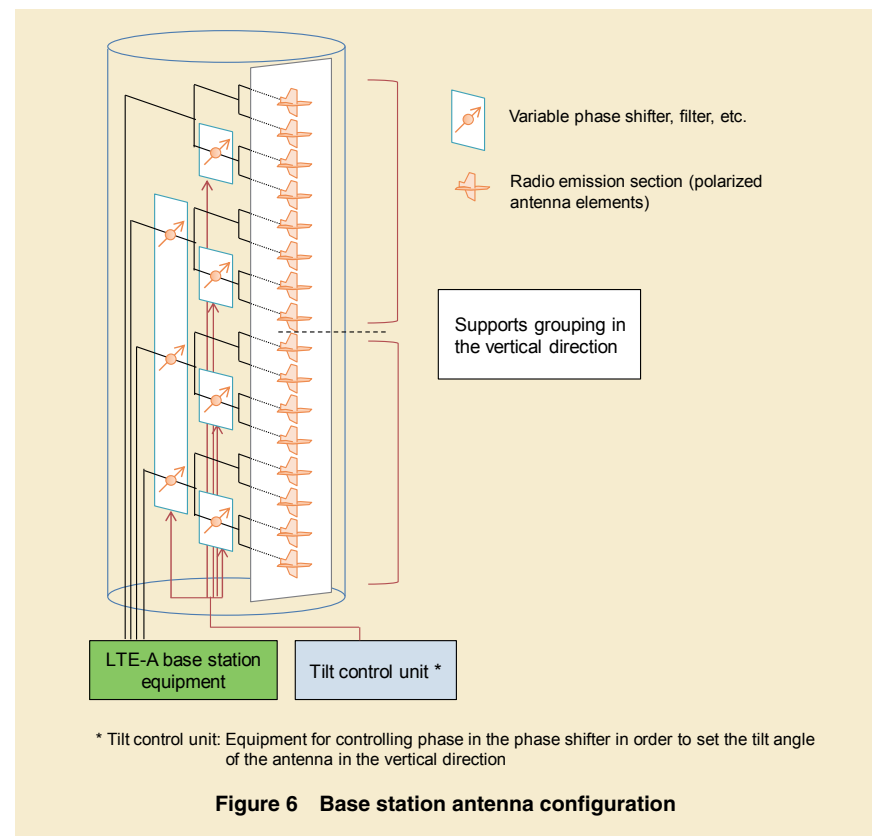 Variable phase shifter, filter, etc.
Radio emission section (polarized
antenna elements)
Supports grouping in
the vertical direction
LTE-A base station
equipment
Tilt control unit *
* Tilt control unit: Equipment for controlling phase in the phase shifter in order to set the tilt angle
of the antenna in the vertical direction
Figure 6 Base station antenna configuration